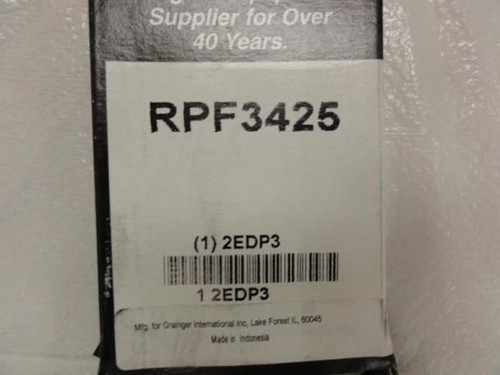 Supplier for Over
40 Years.
RPF3425
(1) 2EDP3
1 2EDP3
Mfg. for Grainger International Inc, Lake Forest IL, 60045
Made in Indonesia